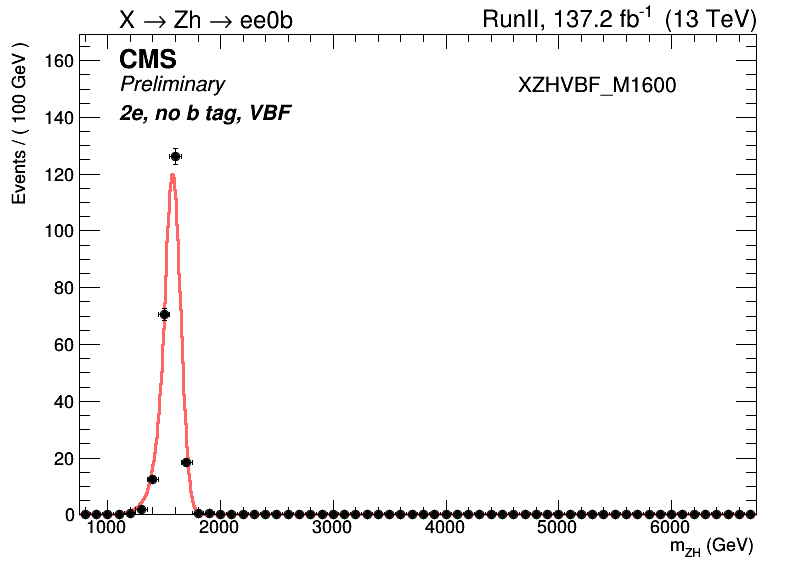 X → Zh → ee0b
RunII, 137.2 fb⁻¹ (13 TeV)
CMS
Preliminary
2e, no b tag, VBF
XZHVBF_M1600
Events / ( 100 GeV )
160
140
120
100
80
60
40
20
0
1000 2000 3000 4000 5000 6000
m_ZH (GeV)